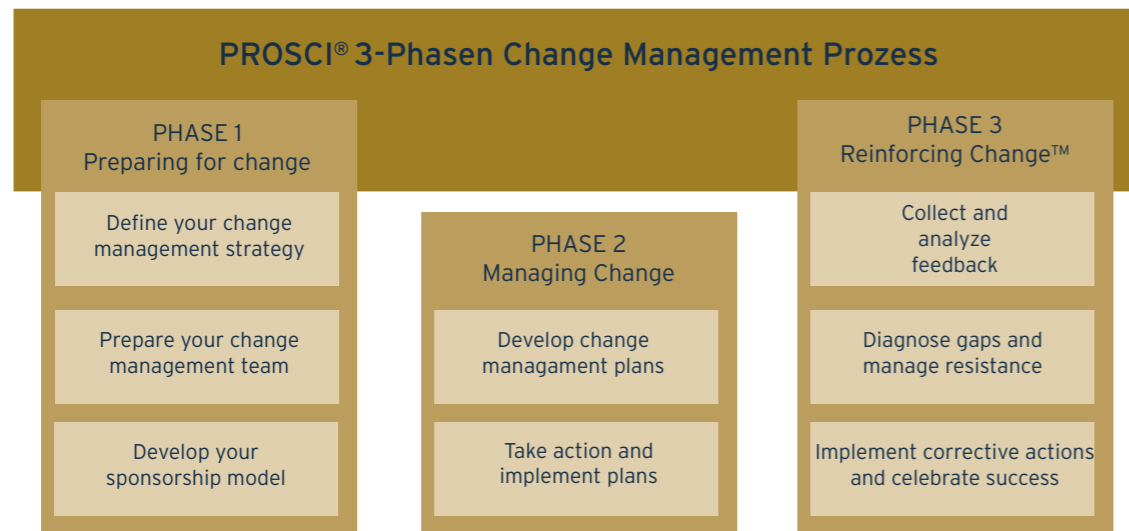 PROSCI® 3-Phasen Change Management Prozess
PHASE 1
Preparing for change
Define your change
management strategy
Prepare your change
management team
Develop your
sponsorship model
PHASE 2
Managing Change
Develop change
managament plans
Take action and
implement plans
PHASE 3
Reinforcing Change™
Collect and
analyze
feedback
Diagnose gaps and
manage resistance
Implement corrective actions
and celebrate success